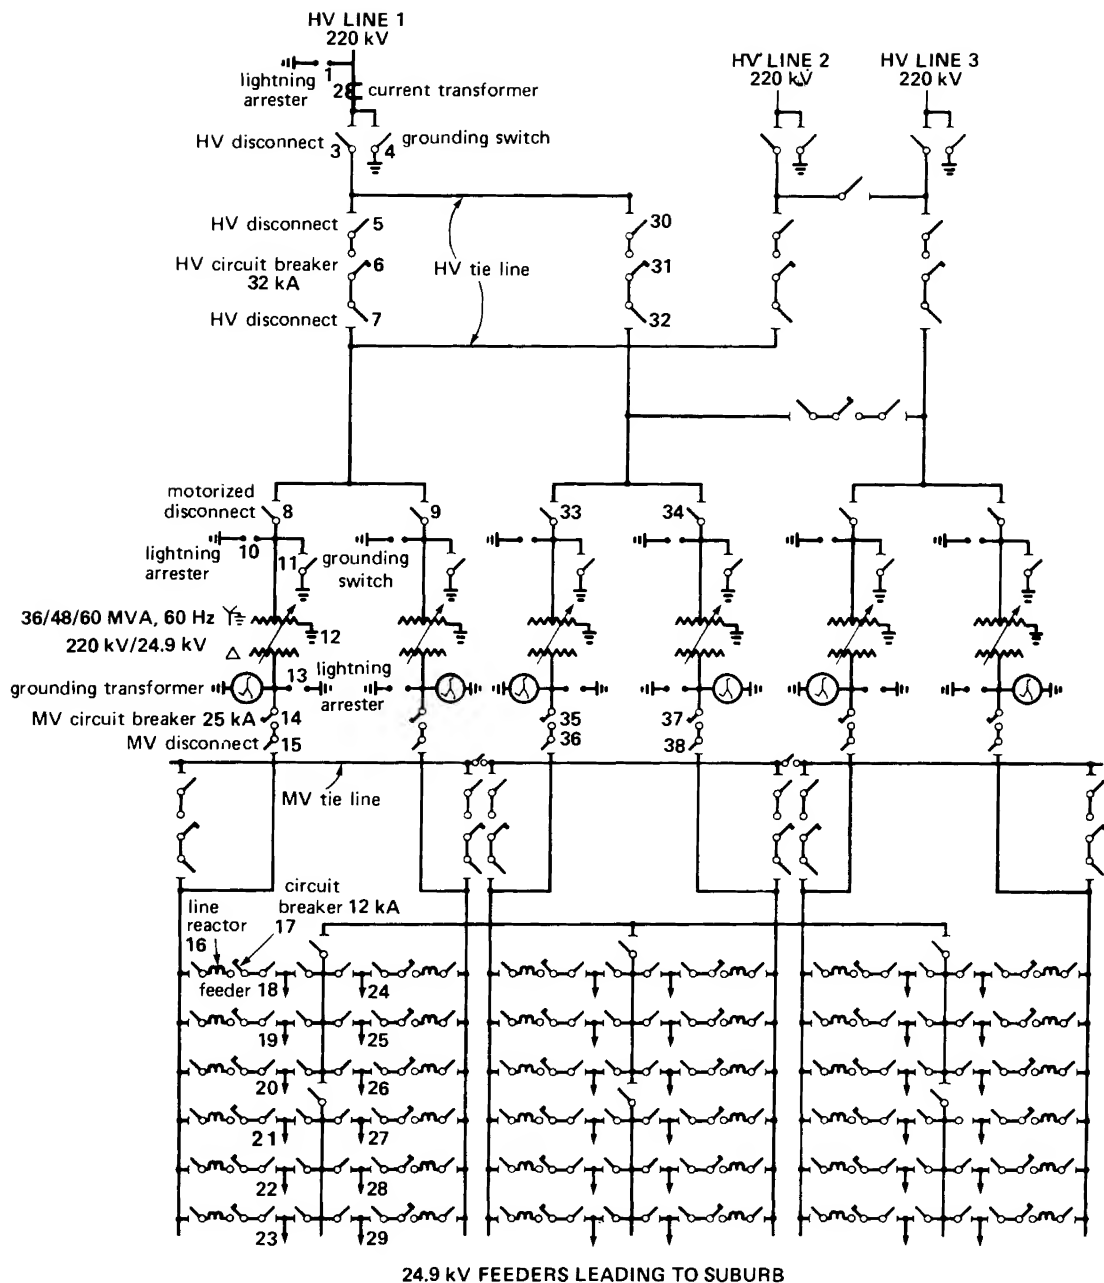 HV LINE 1
220 kV
HV LINE 2
220 kV
HV LINE 3
220 kV
1
lightning
arrester
2
current transformer
HV disconnect
3
4
grounding switch
HV disconnect
5
30
HV circuit breaker
32 kA
6
HV tie line
31
HV disconnect
7
32
motorized
disconnect
8
9
33
34
lightning
arrester
10
11
grounding
switch
36/48/60 MVA, 60 Hz
220 kV/24.9 kV
12
grounding transformer
13
lightning
arrester
MV circuit breaker 25 kA
14
35
37
MV disconnect
15
36
38
MV tie line
line
reactor
16
circuit
breaker 12 kA
17
feeder
18
24
19
25
20
26
21
27
22
28
23
29
24.9 kV FEEDERS LEADING TO SUBURB